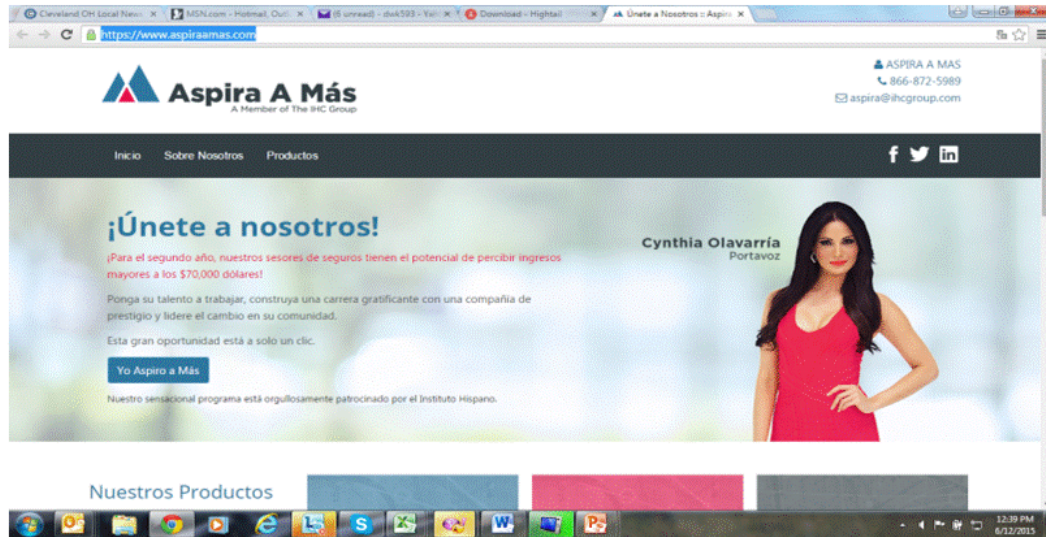 Cleveland OH Local News
MSN.com - Hotmail, Outl
(6 unread) - dwk593 - Yah
Download - Hightail
Únete a Nosotros :: Aspira
https://www.aspiraamas.com
ASPIRA A MAS
866-872-5989
aspira@ihcgroup.com
Aspira A Más
A Member of The IHC Group
Inicio Sobre Nosotros Productos
¡Únete a nosotros!
¡Para el segundo año, nuestros sesores de seguros tienen el potencial de percibir ingresos
mayores a los $70,000 dólares!
Cynthia Olavarría
Portavoz
Ponga su talento a trabajar, construya una carrera gratificante con una compañia de
prestigio y lidere el cambio en su comunidad.
Esta gran oportunidad está a solo un clic.
Yo Aspiro a Más
Nuestro sensacional programa está orgullosamente patrocinado por el Instituto Hispano.
Nuestro Productos
12:39 PM
6/12/2015